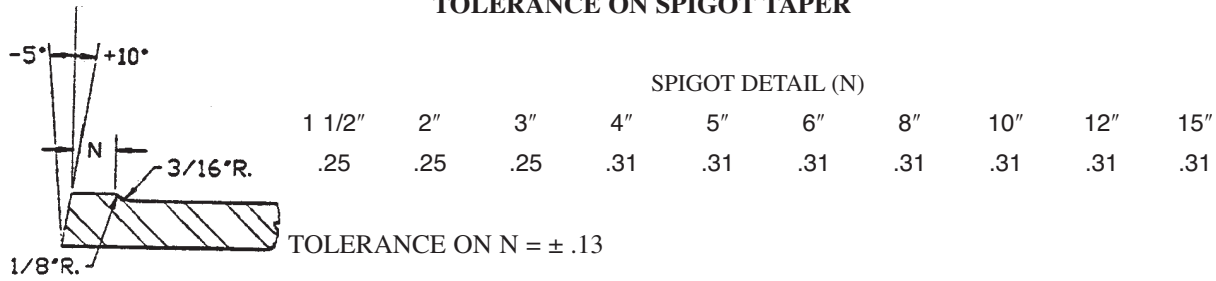 TOLERANCE ON SPIGOT TAPER
-5° +10°
SPIGOT DETAIL (N)
1 1/2″ 2″ 3″ 4″ 5″ 6″ 8″ 10″ 12″ 15″
N
3/16"R.
.25 .25 .25 .31 .31 .31 .31 .31 .31 .31
TOLERANCE ON N = ± .13
1/8"R.